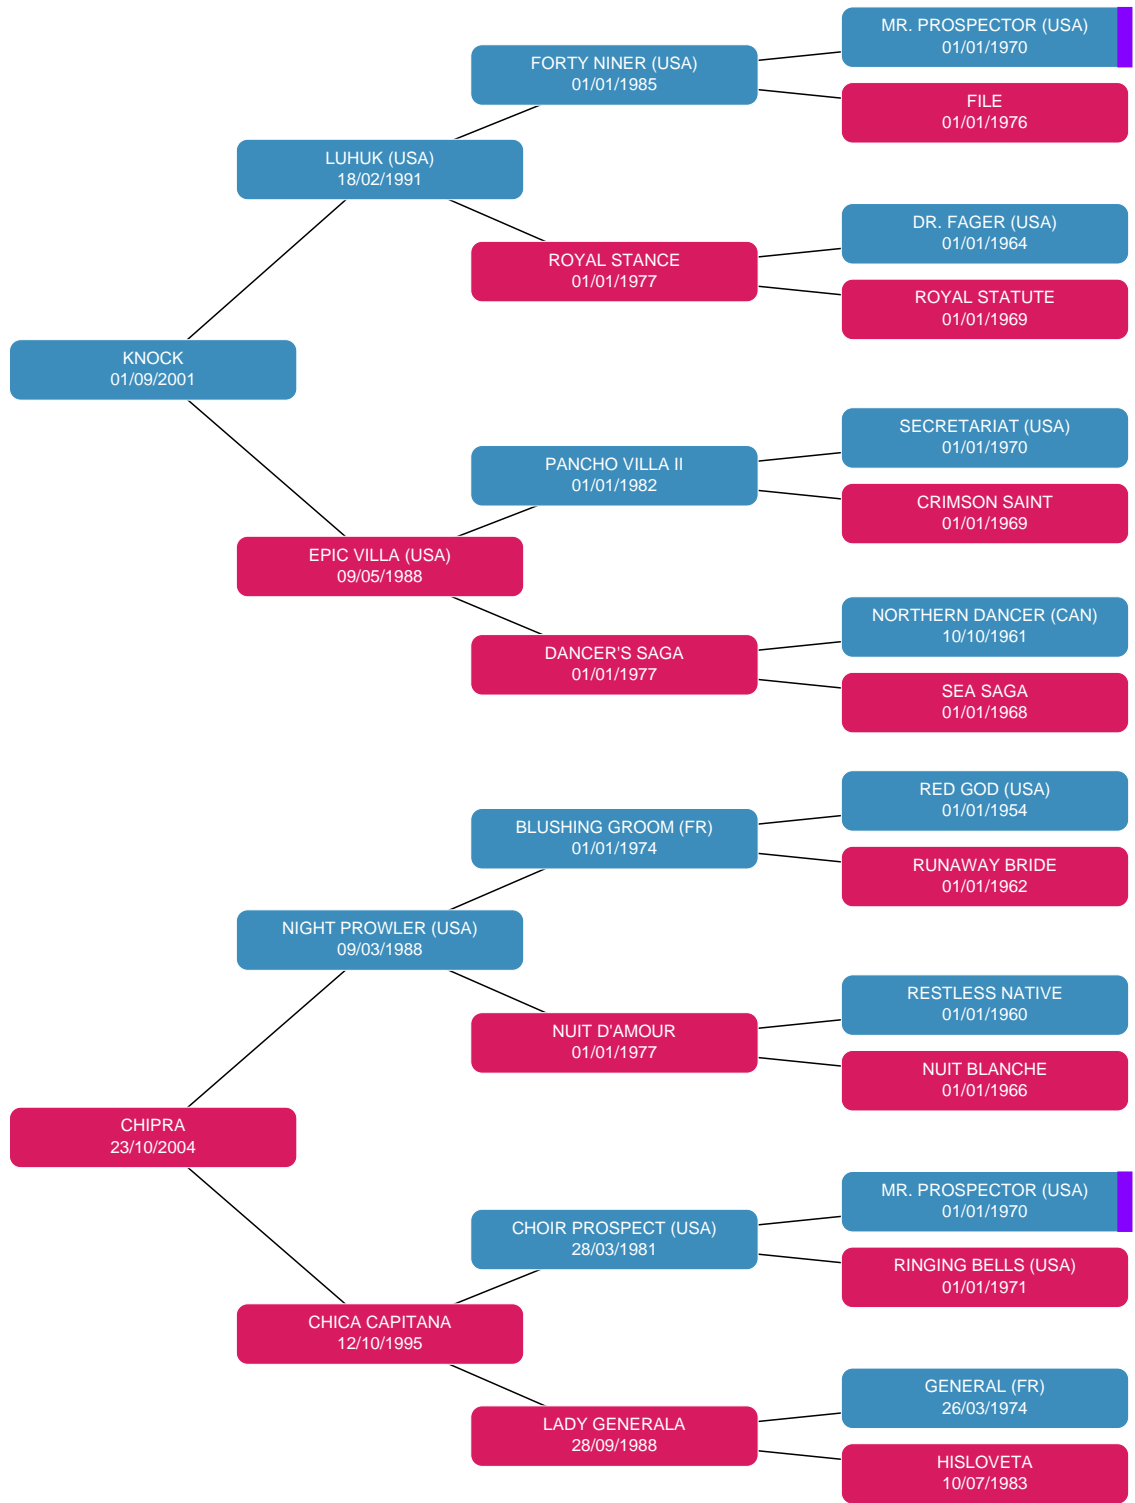 MR. PROSPECTOR (USA)
01/01/1970
FORTY NINER (USA)
01/01/1985
FILE
01/01/1976
LUHUK (USA)
18/02/1991
DR. FAGER (USA)
01/01/1964
ROYAL STANCE
01/01/1977
ROYAL STATUTE
01/01/1969
KNOCK
01/09/2001
SECRETARIAT (USA)
01/01/1970
PANCHO VILLA II
01/01/1982
CRIMSON SAINT
01/01/1969
EPIC VILLA (USA)
09/05/1988
NORTHERN DANCER (CAN)
10/10/1961
DANCER'S SAGA
01/01/1977
SEA SAGA
01/01/1968
RED GOD (USA)
01/01/1954
BLUSHING GROOM (FR)
01/01/1974
RUNAWAY BRIDE
01/01/1962
NIGHT PROWLER (USA)
09/03/1988
RESTLESS NATIVE
01/01/1960
NUIT D'AMOUR
01/01/1977
NUIT BLANCHE
01/01/1966
CHIPRA
23/10/2004
MR. PROSPECTOR (USA)
01/01/1970
CHOIR PROSPECT (USA)
28/03/1981
RINGING BELLS (USA)
01/01/1971
CHICA CAPITANA
12/10/1995
GENERAL (FR)
26/03/1974
LADY GENERALA
28/09/1988
HISLOVETA
10/07/1983